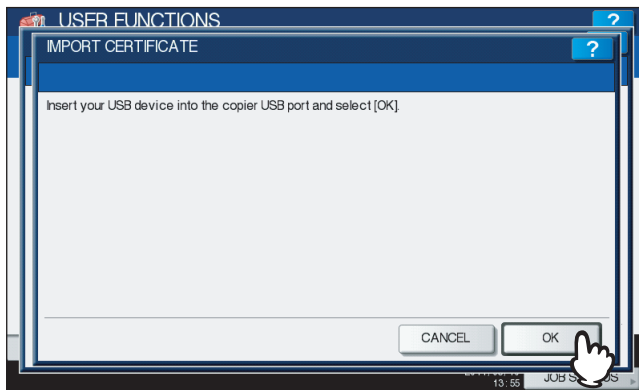 USER FUNCTIONS
?
IMPORT CERTIFICATE
?
Insert your USB device into the copier USB port and select [OK].
CANCEL
OK
13:55
JOB